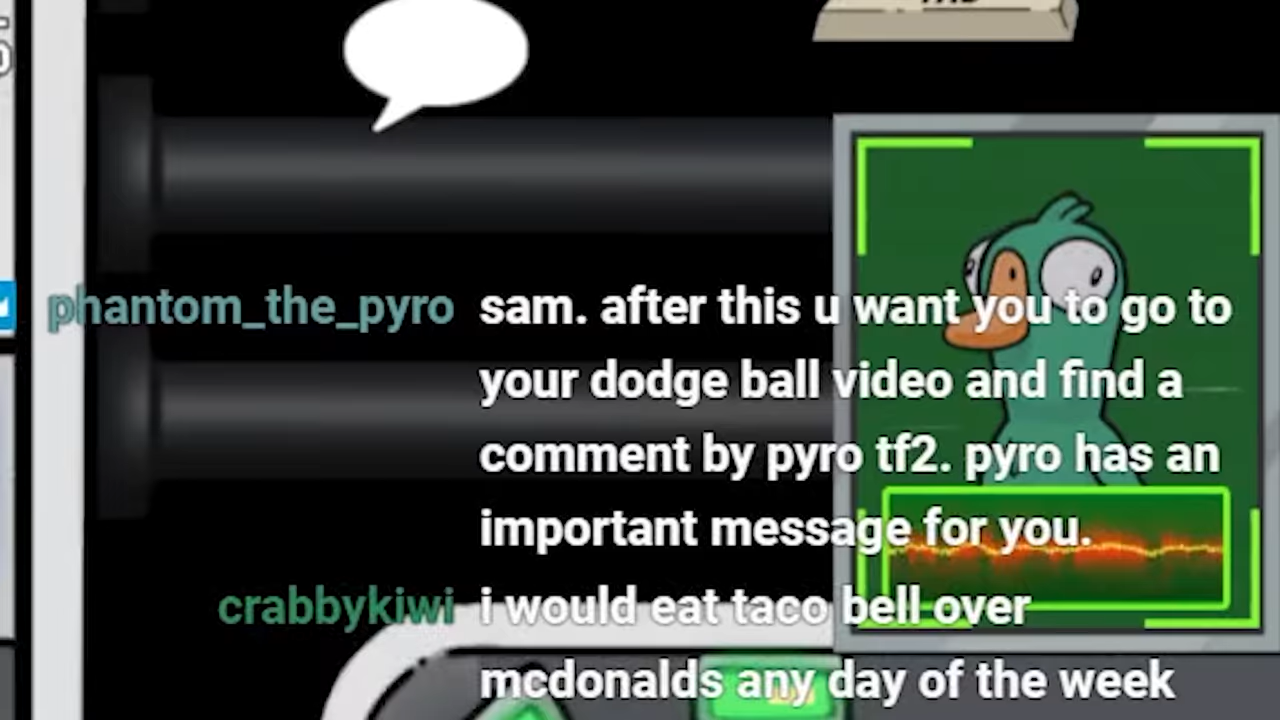 phantom_the_pyro sam. after this u want you to go to
your dodge ball video and find a
comment by pyro tf2. pyro has an
important message for you.
crabbykiwi i would eat taco bell over
mcdonalds any day of the week